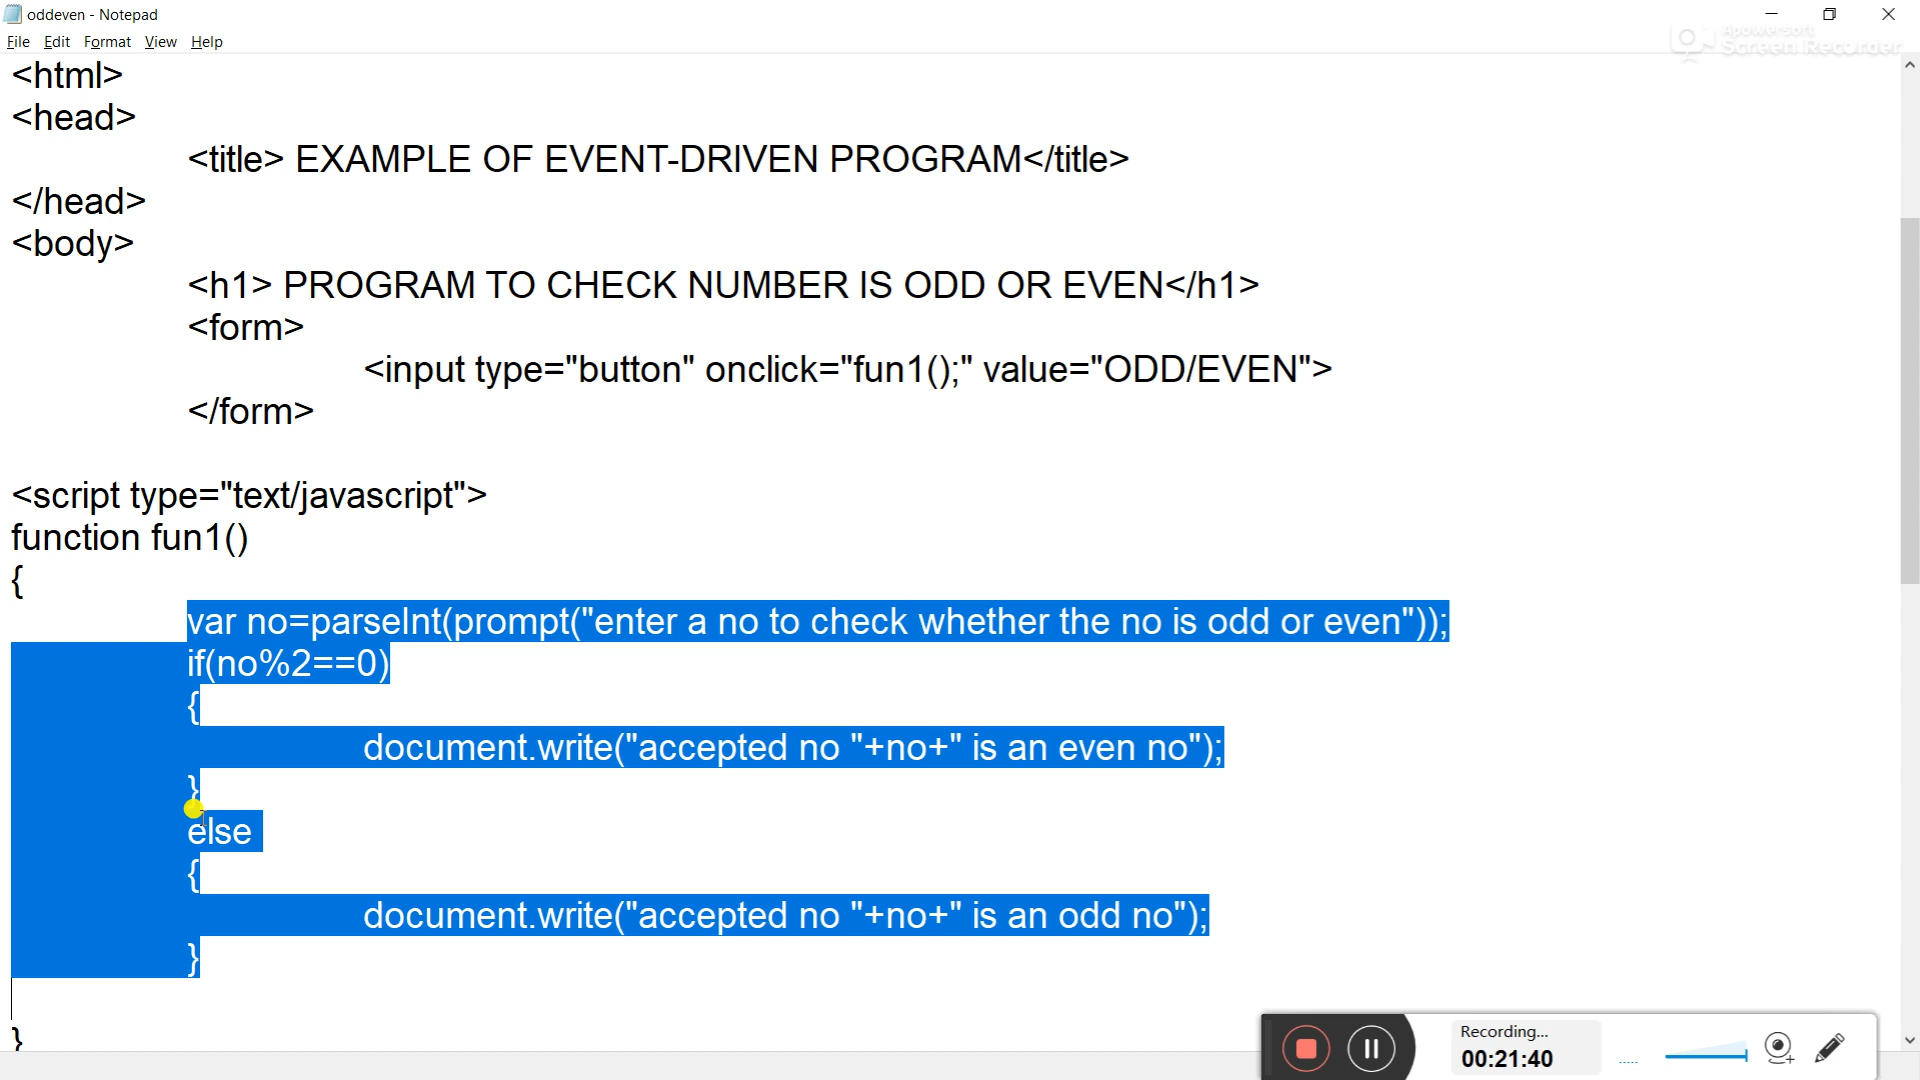 oddeven - Notepad
File Edit Format View Help
Apowersoft
Screen Recorder
<html>
<head>
<title> EXAMPLE OF EVENT-DRIVEN PROGRAM</title>
</head>
<body>
<h1> PROGRAM TO CHECK NUMBER IS ODD OR EVEN</h1>
<form>
<input type="button" onclick="fun1();" value="ODD/EVEN">
</form>
<script type="text/javascript">
function fun1()
{
var no=parseInt(prompt("enter a no to check whether the no is odd or even"));
if(no%2==0)
{
document.write("accepted no "+no+" is an even no");
}
else
{
document.write("accepted no "+no+" is an odd no");
}
}
Recording...
00:21:40